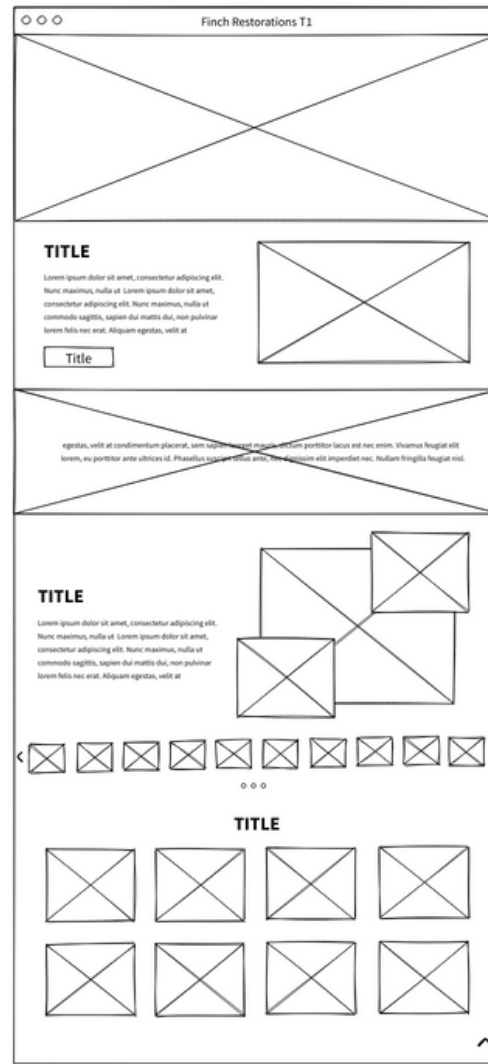 Finch Restorations T1
TITLE
Lorem ipsum dolor sit amet, consectetur adipiscing elit.
Nunc maximus, nulla ut Lorem ipsum dolor sit amet,
consectetur adipiscing elit. Nunc maximus, nulla ut
commodo sagittis, sapien dui mattis dui, non pulvinar
lorem felis nec erat. Aliquam egestas, velit at
Title
egestas, velit at condimentum placerat, sem sapien laoreet mauris, dictum porttitor lacus est nec enim. Vivamus feugiat elit
lorem, eu porttitor ante ultrices id. Phasellus suscipit tellus ante, nec dignissim elit imperdiet nec. Nullam fringilla feugiat nisl.
TITLE
Lorem ipsum dolor sit amet, consectetur adipiscing elit.
Nunc maximus, nulla ut Lorem ipsum dolor sit amet,
consectetur adipiscing elit. Nunc maximus, nulla ut
commodo sagittis, sapien dui mattis dui, non pulvinar
lorem felis nec erat. Aliquam egestas, velit at
TITLE